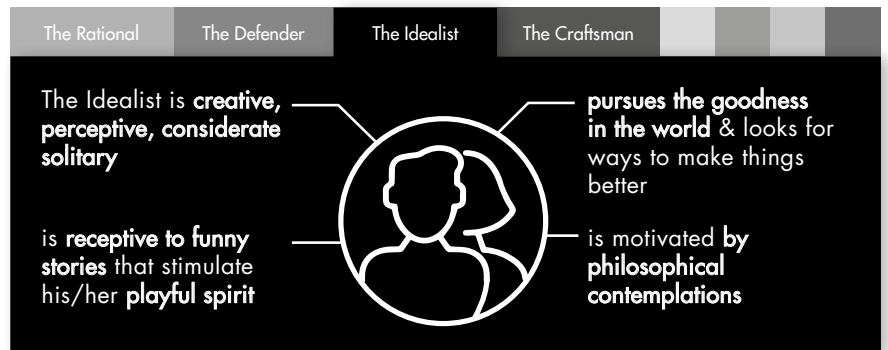 The Rational
The Defender
The Idealist
The Craftsman
The Idealist is creative,
perceptive, considerate
solitary
pursues the goodness
in the world & looks for
ways to make things
better
is receptive to funny
stories that stimulate
his/her playful spirit
is motivated by
philosophical
contemplations